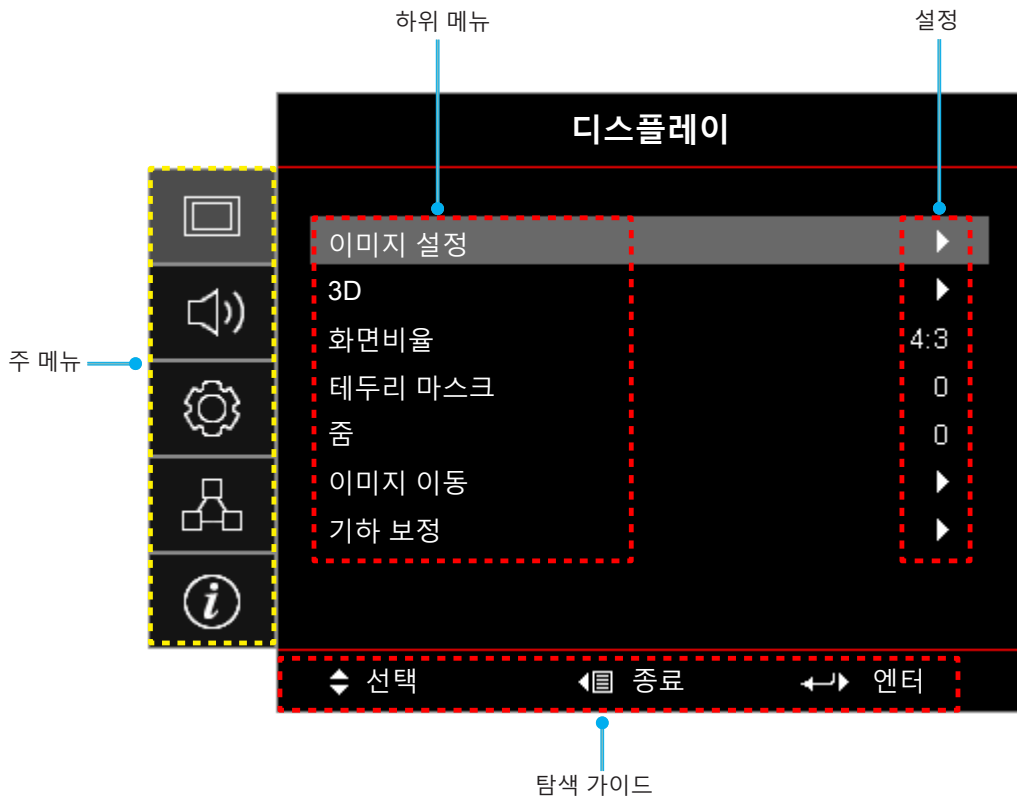 하위 메뉴 설정
디스플레이
이미지 설정
3D
화면비율 4:3
테두리 마스크 0
줌 0
이미지 이동
기하 보정
주 메뉴
선택 종료 엔터
탐색 가이드